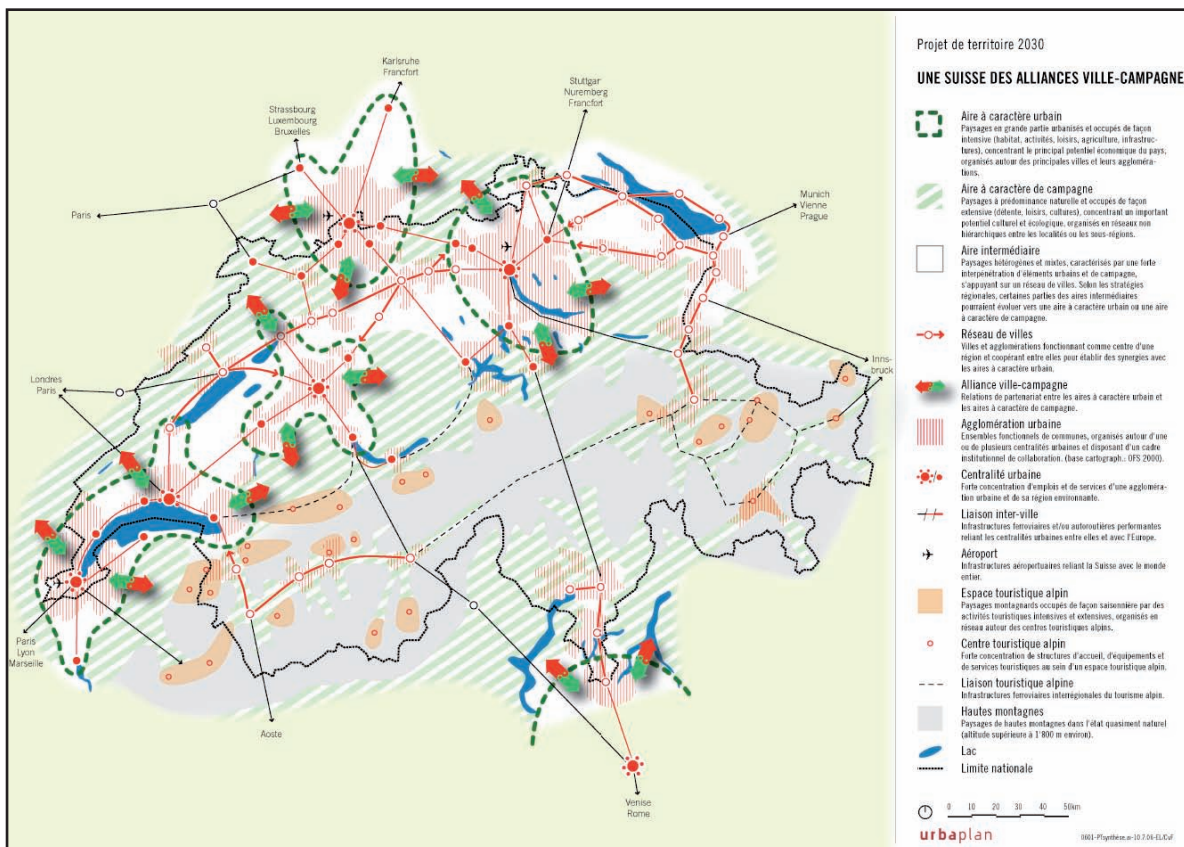 Projet de territoire 2030
UNE SUISSE DES ALLIANCES VILLE-CAMPAGNE
Aire à caractère urbain
Paysages en grande partie urbanisés et occupés de façon
intensive (habitat, activités, loisirs, agriculture, infrastruc-
tures), concentrant le principal potentiel économique du pays,
organisés autour des principales villes et leurs aggloméra-
tions.
Aire à caractère de campagne
Paysages à prédominance naturelle et occupés de façon
extensive (détente, loisirs, cultures), concentrant un important
potentiel culturel et écologique, organisés en réseaux non
hiérarchiques entre les localités ou les sous-régions.
Aire intermédiaire
Paysages hétérogènes et mixtes, caractérisés par une forte
interpénétration d'éléments urbains et de campagne,
s'appuyant sur un réseau de villes. Selon les stratégies
régionales, certaines parties des aires intermédiaires
pourraient évoluer vers une aire à caractère urbain ou une aire
à caractère de campagne.
Réseau de villes
Villes et agglomérations fonctionnant comme centre d'une
région et coopérant entre elles pour établir des synergies avec
les aires à caractère urbain.
Alliance ville-campagne
Relations de partenariat entre les aires à caractère urbain et
les aires à caractère de campagne.
Agglomération urbaine
Ensembles fonctionnels de communes, organisés autour d'une
ou de plusieurs centralités urbaines et disposant d'un cadre
institutionnel de collaboration. (base cartograph.: OFS 2000).
Centralité urbaine
Forte concentration d'emplois et de services d'une aggloméra-
tion urbaine et de sa région environnante.
Liaison inter-ville
Infrastructures ferroviaires et/ou autoroutières performantes
reliant les centralités urbaines entre elles et avec l'Europe.
Aéroport
Infrastructures aéroportuaires reliant la Suisse avec le monde
entier.
Espace touristique alpin
Paysages montagnards occupés de façon saisonnière par des
activités touristiques intensives et extensives, organisés en
réseau autour des centres touristiques alpins.
Centre touristique alpin
Forte concentration de structures d'accueil, d'équipements et
de services touristiques au sein d'un espace touristique alpin.
Liaison touristique alpine
Infrastructures ferroviaires interrégionales du tourisme alpin.
Hautes montagnes
Paysages de hautes montagnes dans l'état quasiment naturel
(altitude supérieure à 1'800 m environ).
Lac
Limite nationale
0 10 20 30 40 50km
urbaplan
0601-PTsynthèse.ai-10.7.06-EL/CuF
Karlsruhe
Francfort
Strassbourg
Luxembourg
Bruxelles
Stuttgar
Nuremberg
Francfort
Paris
Munich
Vienne
Prague
Londres
Paris
Inns-
bruck
Paris
Lyon
Marseille
Aoste
Venise
Rome